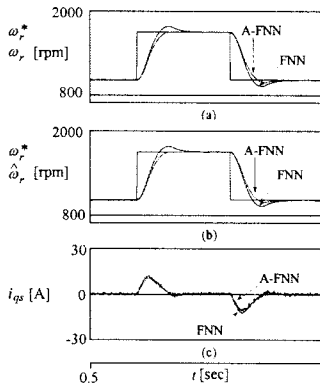 2000
ω_r*
ω_r [rpm]
A-FNN
FNN
800
(a)
2000
ω_r*
ω̂_r [rpm]
A-FNN
FNN
800
(b)
30
i_qs [A]
0
A-FNN
FNN
-30
(c)
0.5
t [sec]